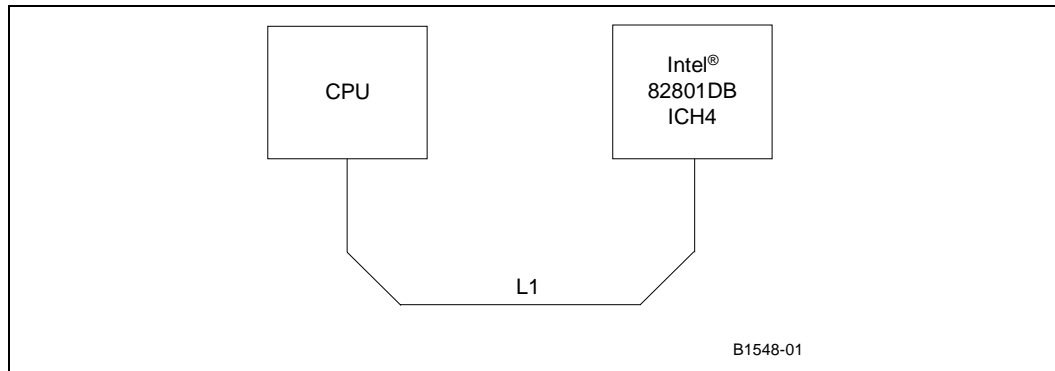 CPU
Intel®
82801DB
ICH4
L1
B1548-01